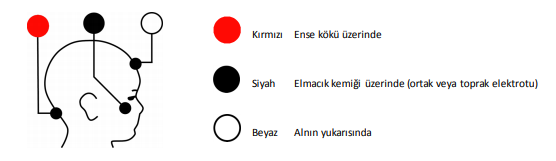 Kırmızı Ense kökü üzerinde
Siyah Elmacık kemiği üzerinde (ortak veya toprak elektrotu)
Beyaz Alnın yukarısında